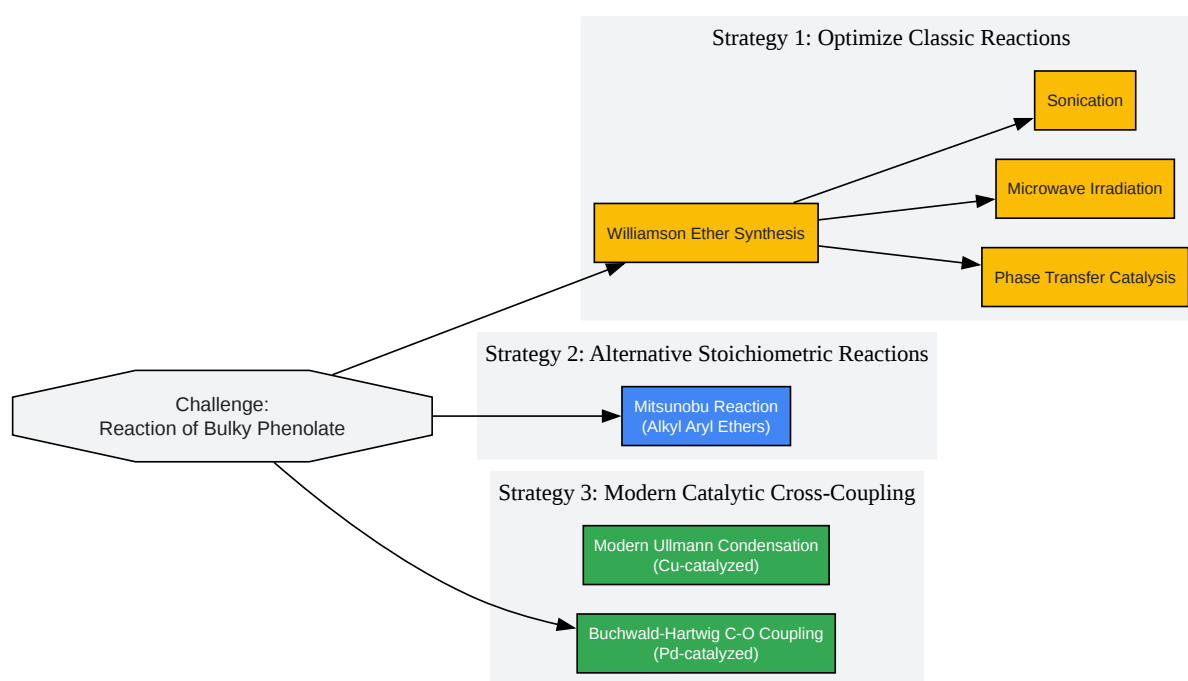 Strategy 1: Optimize Classic Reactions
Sonication
Microwave Irradiation
Williamson Ether Synthesis
Phase Transfer Catalysis
Strategy 2: Alternative Stoichiometric Reactions
Challenge:
Reaction of Bulky Phenolate
Mitsunobu Reaction
(Alkyl Aryl Ethers)
Strategy 3: Modern Catalytic Cross-Coupling
Modern Ullmann Condensation
(Cu-catalyzed)
Buchwald-Hartwig C-O Coupling
(Pd-catalyzed)